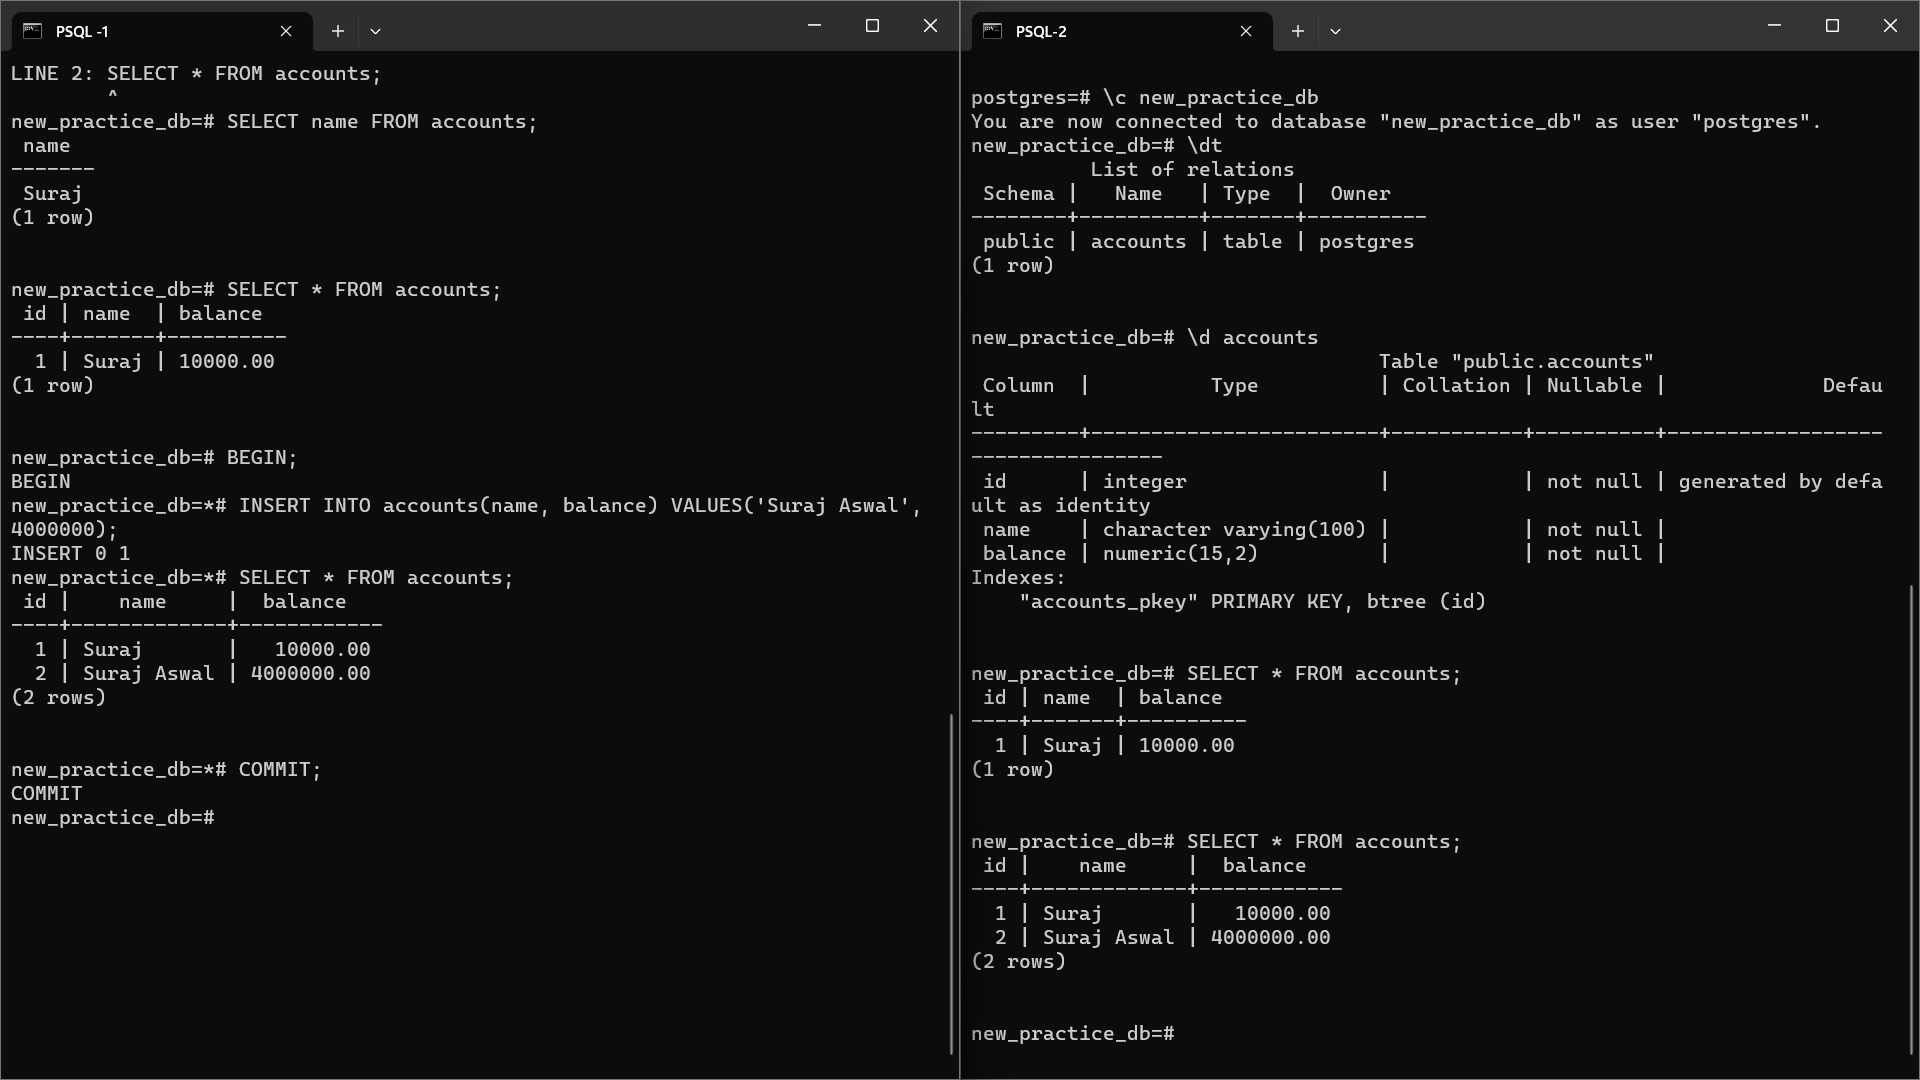 PSQL -1
LINE 2: SELECT * FROM accounts;
^
new_practice_db=# SELECT name FROM accounts;
 name
-------
 Suraj
(1 row)
new_practice_db=# SELECT * FROM accounts;
 id | name  | balance
----+-------+----------
  1 | Suraj | 10000.00
(1 row)
new_practice_db=# BEGIN;
BEGIN
new_practice_db=*# INSERT INTO accounts(name, balance) VALUES('Suraj Aswal',
4000000);
INSERT 0 1
new_practice_db=*# SELECT * FROM accounts;
 id |    name     |  balance
----+-------------+------------
  1 | Suraj       |   10000.00
  2 | Suraj Aswal | 4000000.00
(2 rows)
new_practice_db=*# COMMIT;
COMMIT
new_practice_db=#
PSQL-2
postgres=# \c new_practice_db
You are now connected to database "new_practice_db" as user "postgres".
new_practice_db=# \dt
          List of relations
 Schema |   Name   | Type  |  Owner
--------+----------+-------+----------
 public | accounts | table | postgres
(1 row)
new_practice_db=# \d accounts
                                  Table "public.accounts"
 Column  |          Type          | Collation | Nullable |             Defau
lt
---------+------------------------+-----------+----------+------------------
----------------
 id      | integer                |           | not null | generated by defa
ult as identity
 name    | character varying(100) |           | not null |
 balance | numeric(15,2)          |           | not null |
Indexes:
    "accounts_pkey" PRIMARY KEY, btree (id)
new_practice_db=# SELECT * FROM accounts;
 id | name  | balance
----+-------+----------
  1 | Suraj | 10000.00
(1 row)
new_practice_db=# SELECT * FROM accounts;
 id |    name     |  balance
----+-------------+------------
  1 | Suraj       |   10000.00
  2 | Suraj Aswal | 4000000.00
(2 rows)
new_practice_db=#